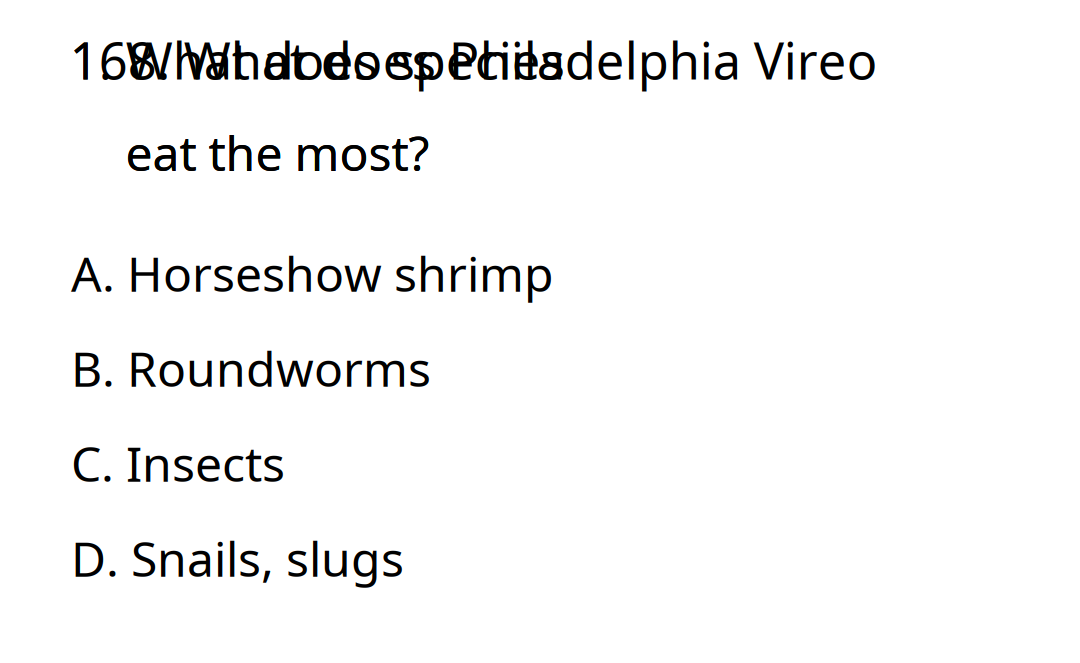 168. What does Philadelphia Vireo
eat the most?
A. Horseshow shrimp
B. Roundworms
C. Insects
D. Snails, slugs